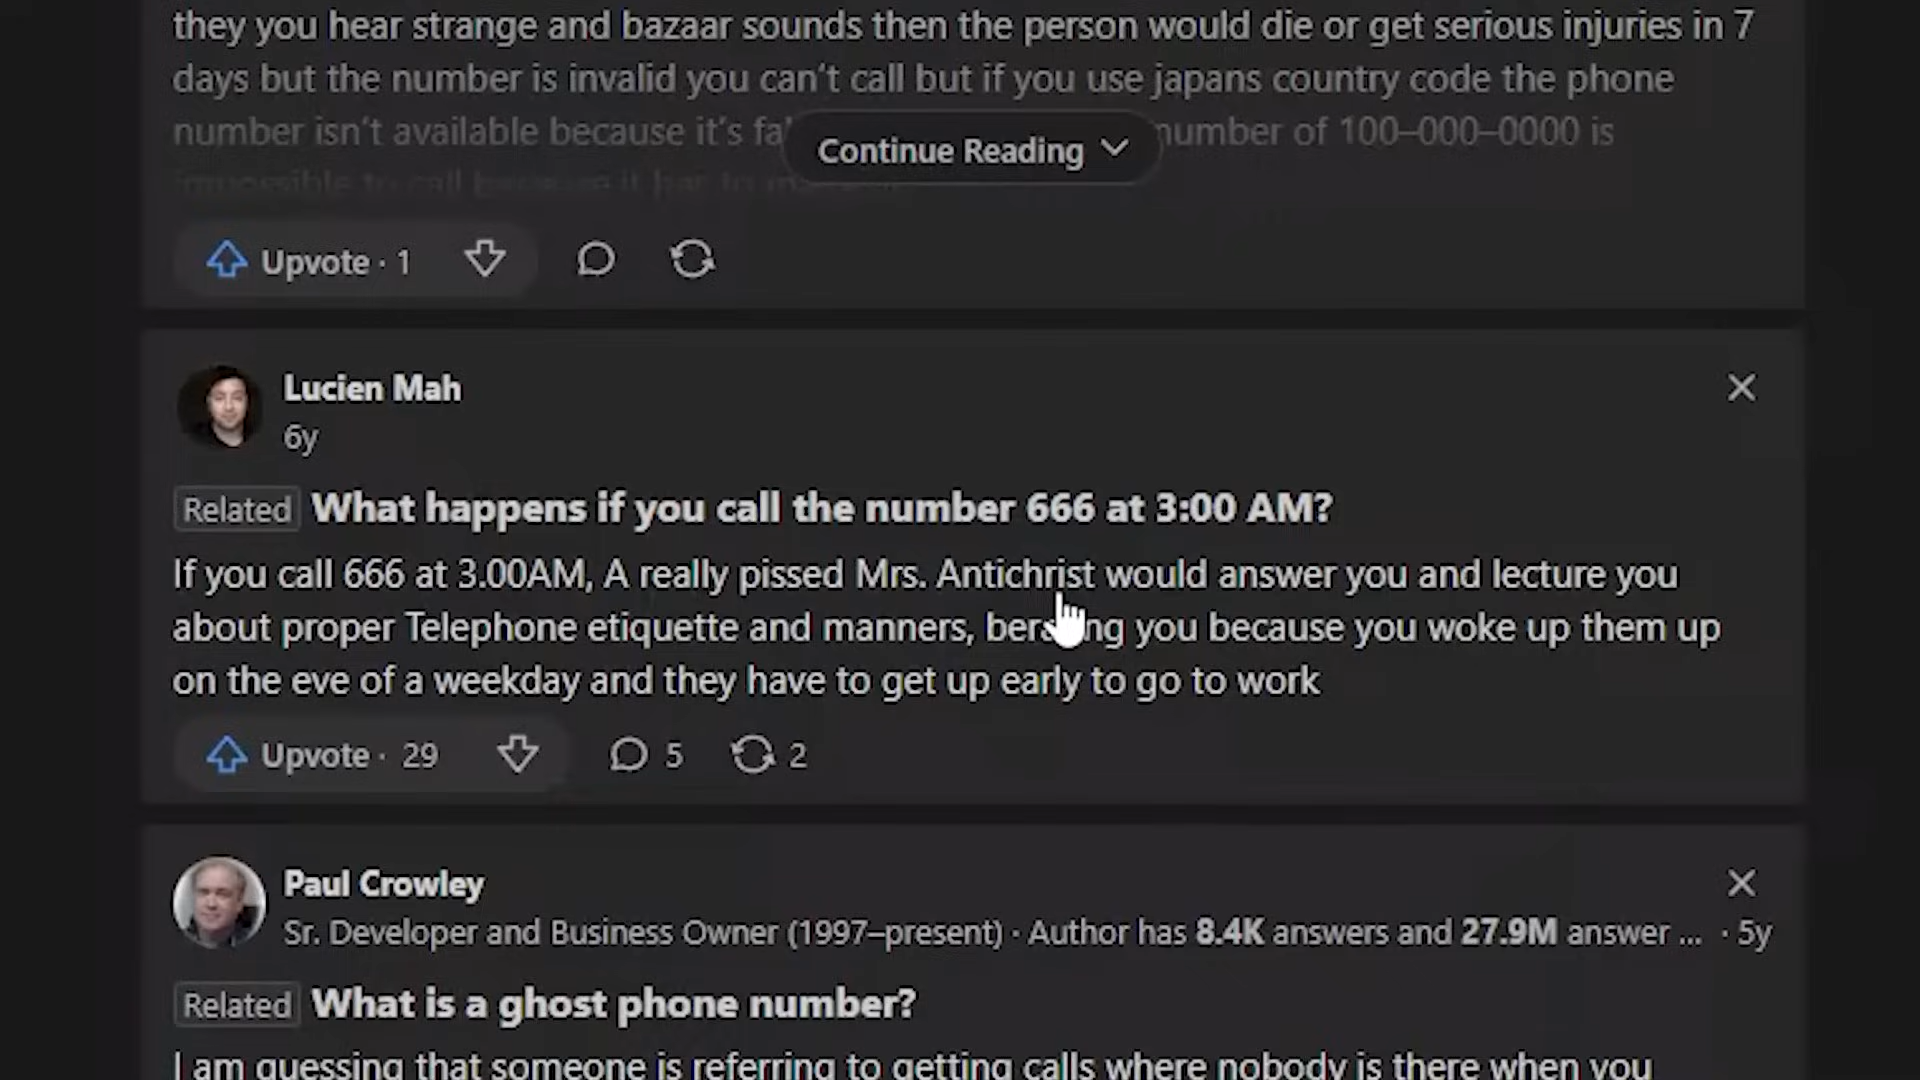 they you hear strange and bazaar sounds then the person would die or get serious injuries in 7
days but the number is invalid you can't call but if you use japans country code the phone
number isn't available because it's number of 100–000–0000 is
Continue Reading
impossible to call because it has to
Upvote · 1
Lucien Mah
6y
Related What happens if you call the number 666 at 3:00 AM?
If you call 666 at 3.00AM, A really pissed Mrs. Antichrist would answer you and lecture you
about proper Telephone etiquette and manners, you because you woke up them up
on the eve of a weekday and they have to get up early to go to work
Upvote · 29 5 2
Paul Crowley
Sr. Developer and Business Owner (1997–present) · Author has 8.4K answers and 27.9M answer ... · 5y
Related What is a ghost phone number?
I am guessing that someone is referring to getting calls where nobody is there when you